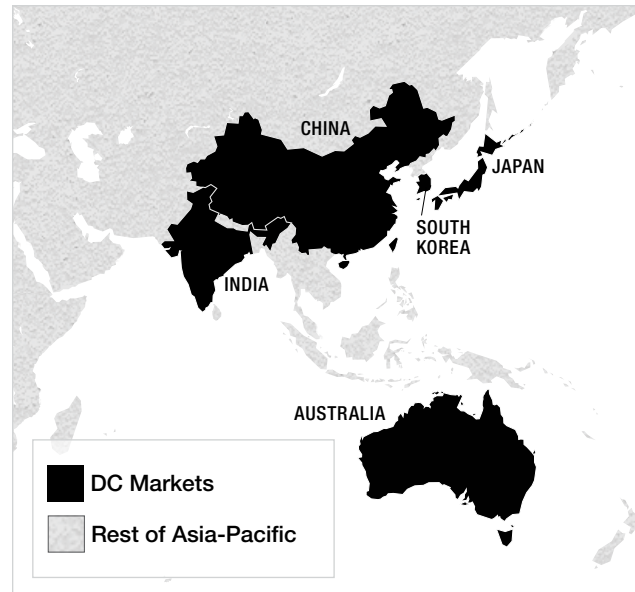 CHINA
JAPAN
SOUTH
KOREA
INDIA
AUSTRALIA
DC Markets
Rest of Asia-Pacific